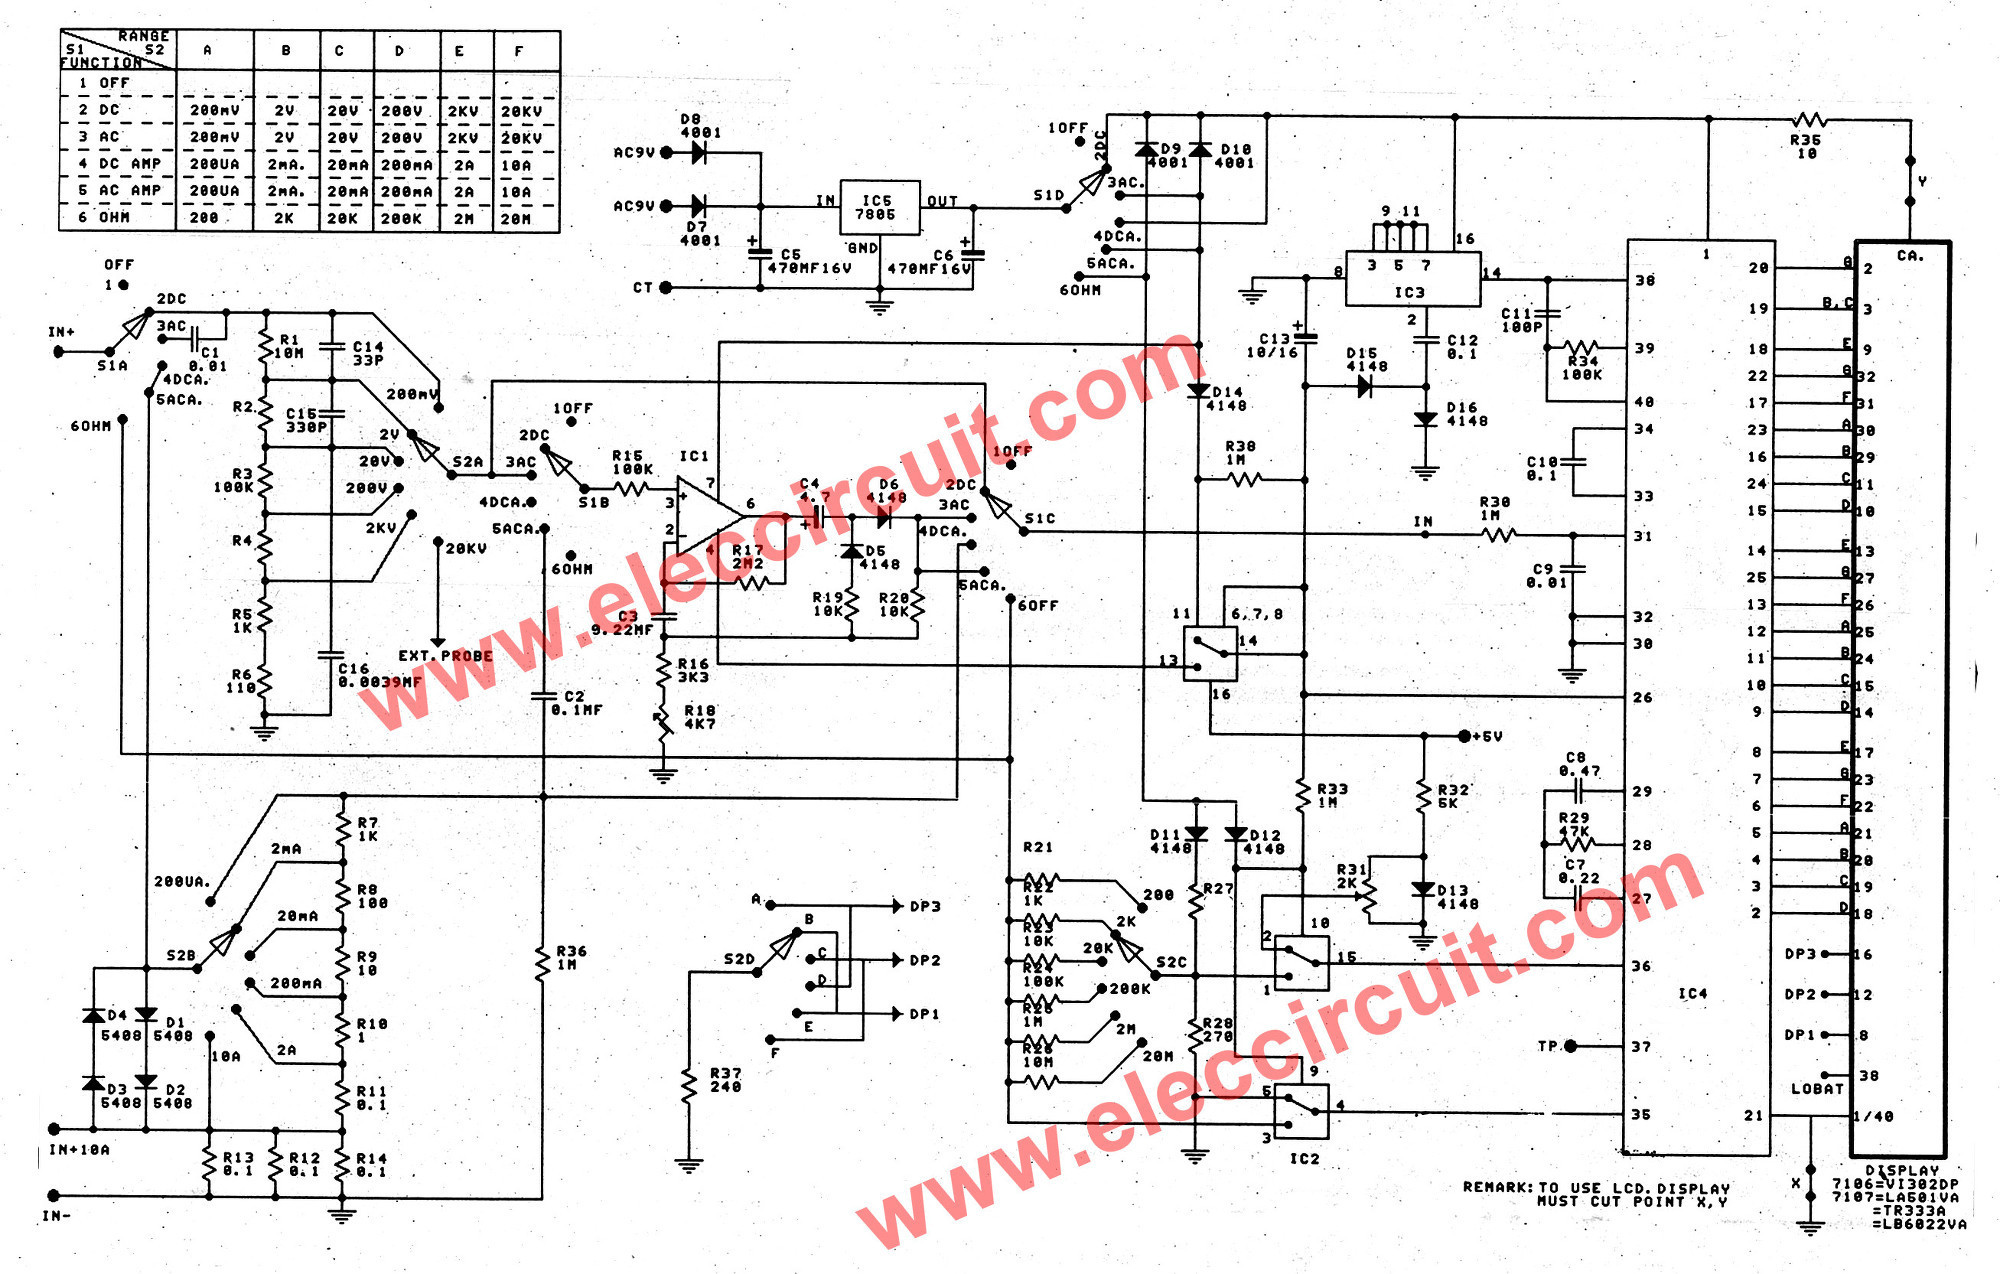 RANGE
S1 S2 A B C D E F
FUNCTION
1 OFF
2 DC 200mV 2V 20V 200V 2KV 20KV
3 AC 200mV 2V 20V 200V 2KV 20KV
4 DC AMP 200UA 2mA. 20mA 200mA 2A 10A
5 AC AMP 200UA 2mA. 20mA 200mA 2A 10A
6 OHM 200 2K 20K 200K 2M 20M
D8
4001
AC9V
AC9V
D7
4001
IN
IC5
7805
OUT
GND
+
C5
470MF16V
+
C6
470MF16V
CT
S1D
1OFF
2DC
3AC.
4DCA.
5ACA.
6OHM
D9
4001
D10
4001
R35
10
Y
OFF
1
2DC
3AC
4DCA.
5ACA.
6OHM
IN+
S1A
C1
0.01
R1
10M
C14
33P
R2
C15
330P
R3
100K
R4
R5
1K
R6
110
C16
0.0039MF
200mV
2V
20V
200V
2KV
20KV
S2A
EXT.PROBE
1OFF
2DC
3AC
4DCA.
5ACA.
6OHM
S1B
R15
100K
IC1
7
3
2
4
6
+
-
C4
4.7
+
D6
4148
D5
4148
R17
2M2
R19
10K
R20
10K
C3
0.22MF
R16
3K3
R18
4K7
C2
0.1MF
1OFF
2DC
3AC
4DCA.
5ACA.
6OFF
S1C
D14
4148
R38
1M
9 11
3 5 7
16
8
14
IC3
2
+
C13
10/16
C12
0.1
D15
4148
D16
4148
C11
100P
R34
100K
C10
0.1
IN
R30
1M
C9
0.01
11
6,7,8
14
13
16
+5V
R33
1M
R32
5K
R31
2K
D13
4148
C8
0.47
R29
47K
C7
0.22
D11
4148
D12
4148
R27
R28
270
10
2
15
1
9
5
4
3
IC2
TP
R21
R22
1K
R23
10K
R24
100K
R25
1M
R26
10M
200
2K
20K
200K
2M
20M
S2C
200UA.
2mA
20mA
200mA
2A
10A
S2B
R7
1K
R8
100
R9
10
R10
1
R11
0.1
R13
0.1
R12
0.1
R14
0.1
D4
5408
D1
5408
D3
5408
D2
5408
IN+10A
IN-
R36
1M
A
B
C
D
E
F
S2D
DP3
DP2
DP1
R37
240
1
38
39
40
34
33
31
32
30
26
29
28
27
36
37
35
IC4
CA.
20 G 2
19 B,C 3
18 E 9
22 G 32
17 F 31
23 A 30
16 B 29
24 C 11
15 D 10
14 E 13
25 G 27
13 F 26
12 A 25
11 B 24
10 C 15
9 D 14
8 E 17
7 G 23
6 F 22
5 A 21
4 B 20
3 C 19
2 D 18
DP3 16
DP2 12
DP1 8
38
LOBAT
21 1/40
X
DISPLAY
7106=VI302DP
7107=LA501VA
=TR333A
=LB6022VA
REMARK: TO USE LCD. DISPLAY
MUST CUT POINT X,Y
www.eleccircuit.com
www.eleccircuit.com